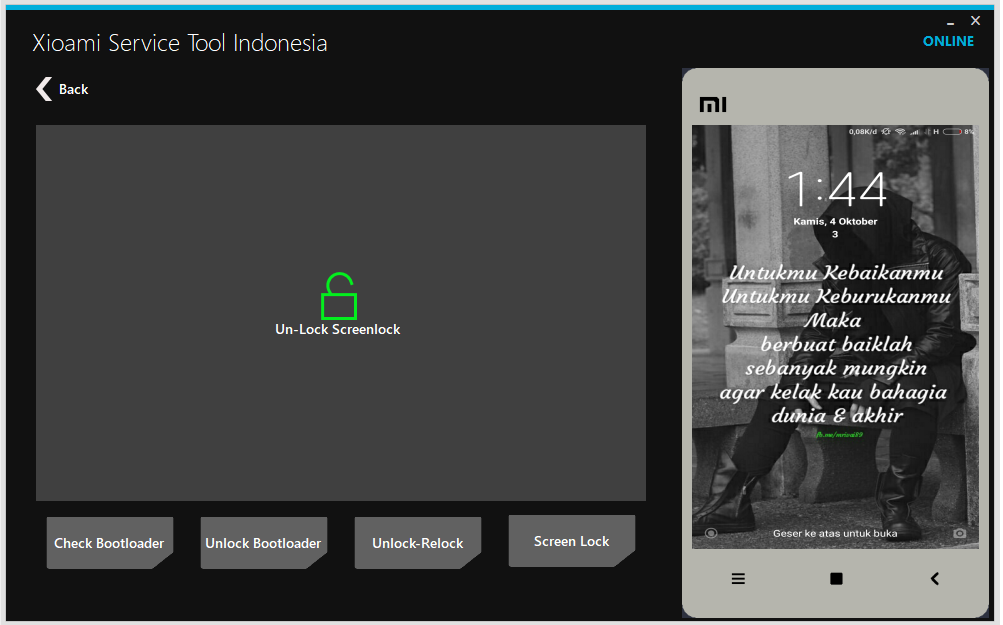 Xioami Service Tool Indonesia
ONLINE
Back
Un-Lock Screenlock
Check Bootloader
Unlock Bootloader
Unlock-Relock
Screen Lock
mi
0,08K/d H 8%
1:44
Kamis, 4 Oktober
3
Untukmu Kebaikanmu
Untukmu Keburukanmu
Maka
berbuat baiklah
sebanyak mungkin
agar kelak kau bahagia
dunia & akhir
Geser ke atas untuk buka